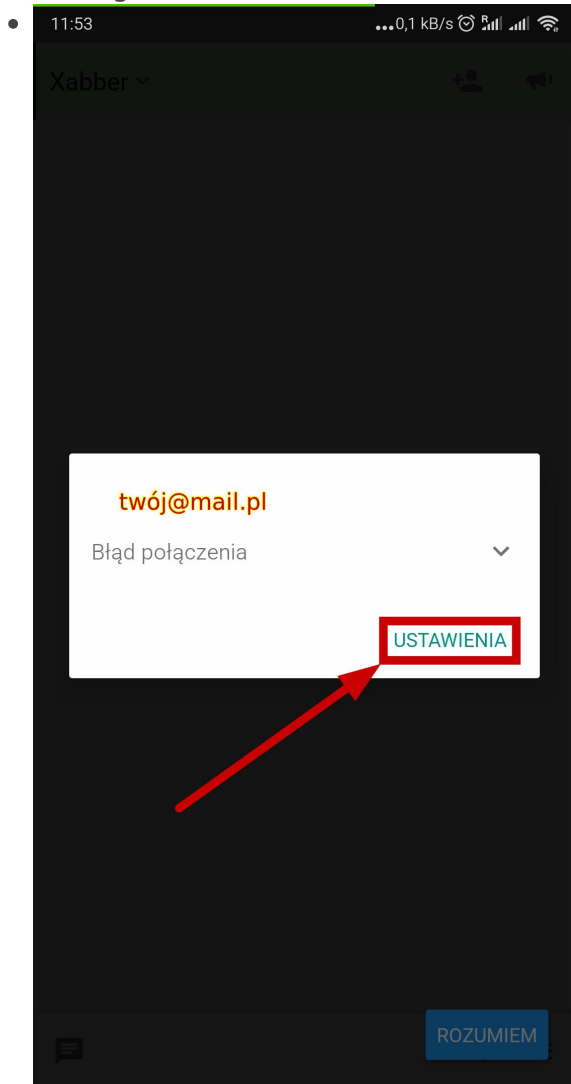 11:53
...0,1 kB/s
R
Xabber
twój@mail.pl
Błąd połączenia
USTAWIENIA
ROZUMIEM